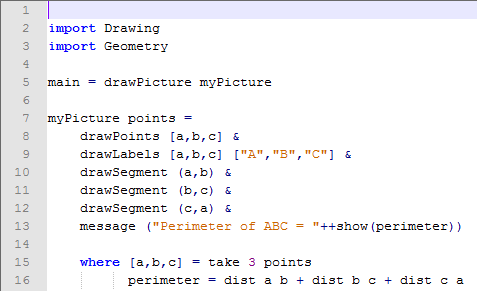 1
2 import Drawing
3 import Geometry
4
5 main = drawPicture myPicture
6
7 myPicture points =
8     drawPoints [a,b,c] &
9     drawLabels [a,b,c] ["A","B","C"] &
10     drawSegment (a,b) &
11     drawSegment (b,c) &
12     drawSegment (c,a) &
13     message ("Perimeter of ABC = "++show(perimeter))
14
15     where [a,b,c] = take 3 points
16           perimeter = dist a b + dist b c + dist c a